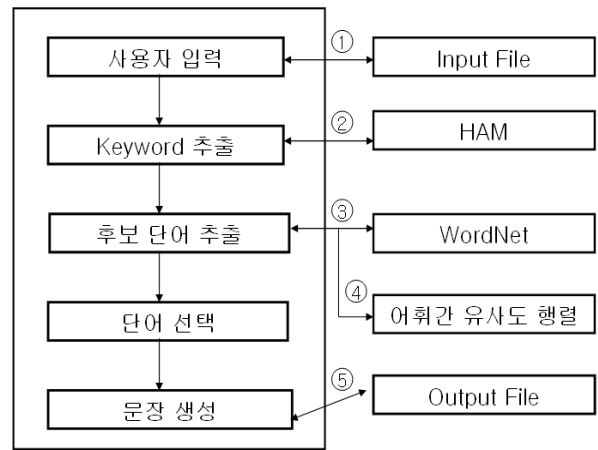 사용자 입력
①
Input File
Keyword 추출
②
HAM
후보 단어 추출
③
WordNet
④
단어 선택
어휘간 유사도 행렬
⑤
문장 생성
Output File